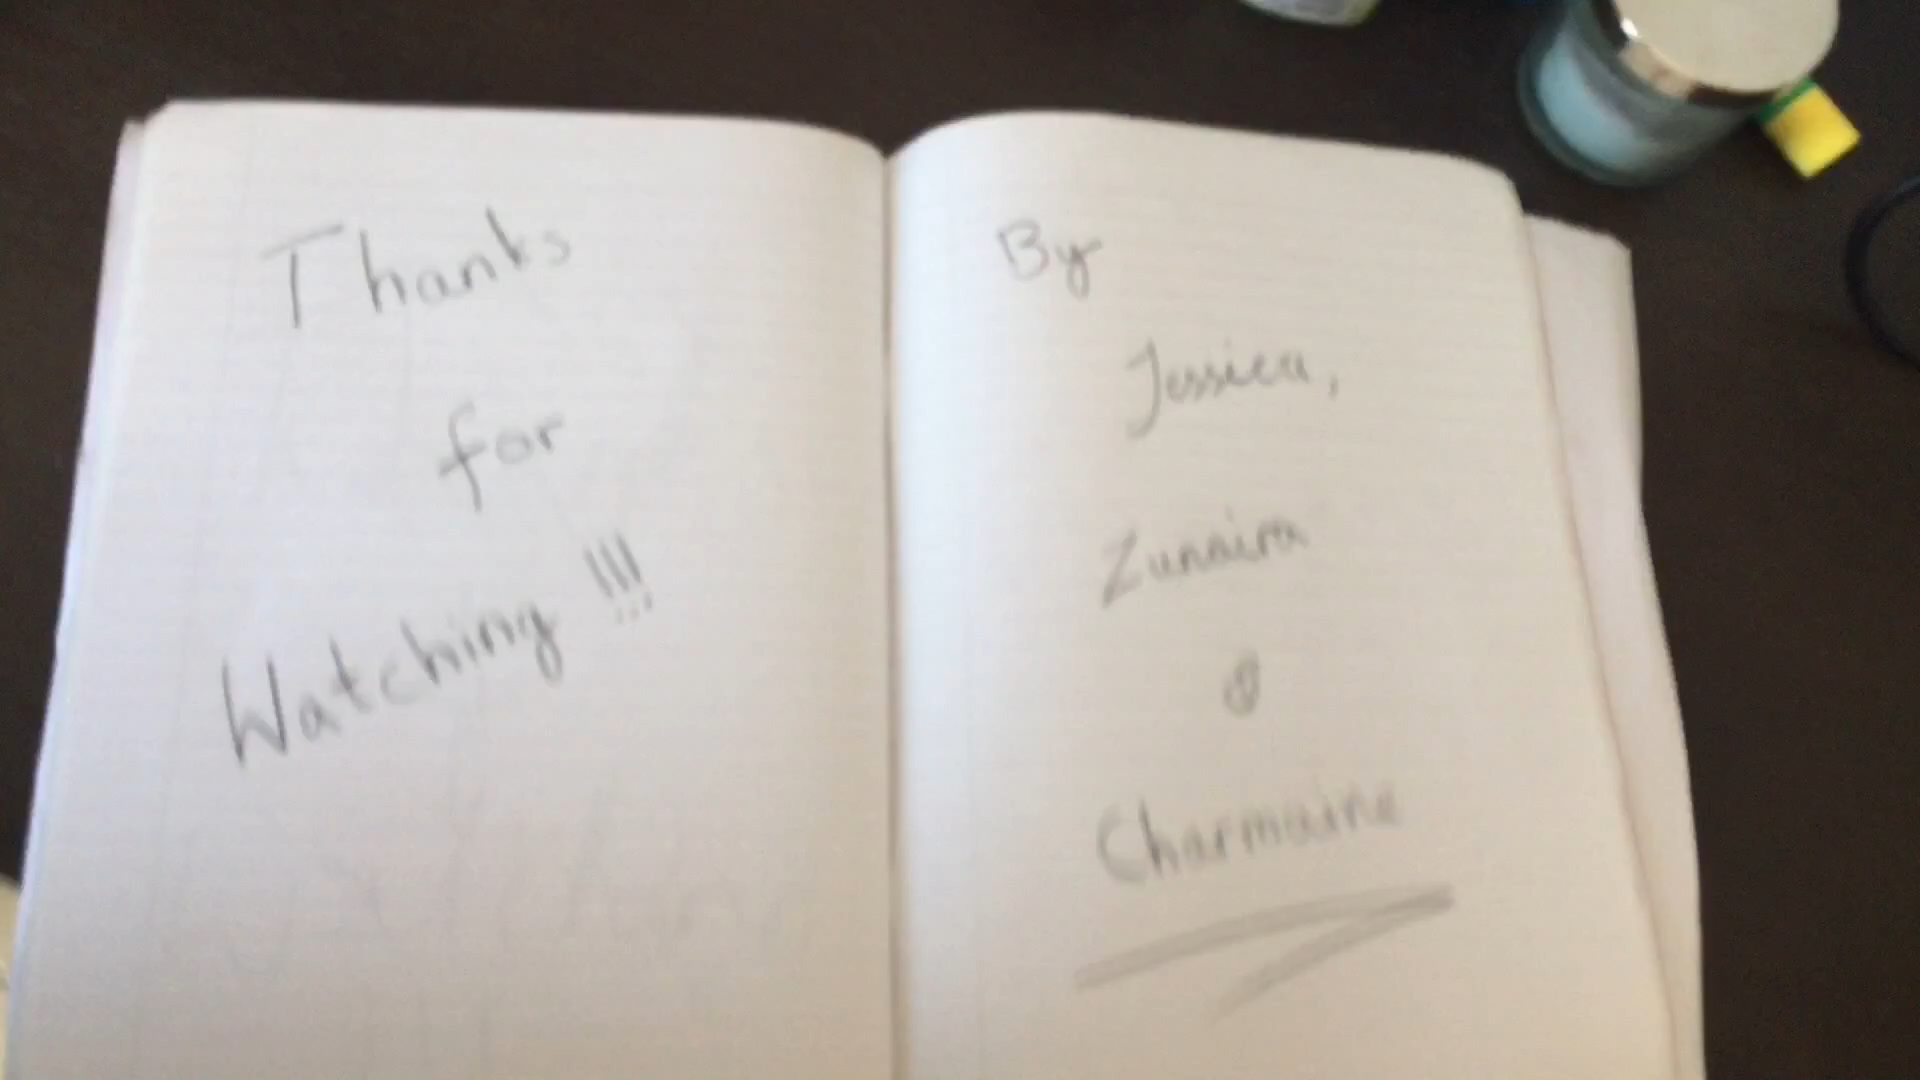 Thanks
for
Watching !!!
By
Jessica,
Zunaira
&
Charmaine